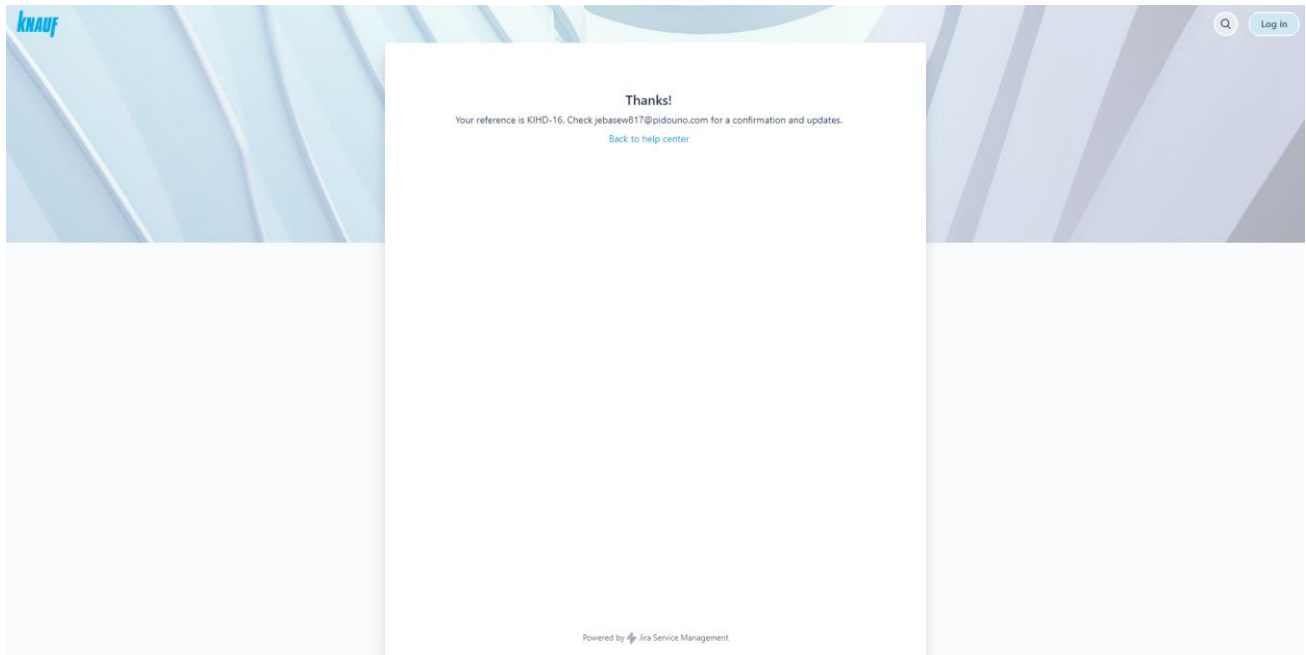 KNAUF
Log in
Thanks!
Your reference is KIHD-16. Check jebasew817@pidouno.com for a confirmation and updates.
Back to help center
Powered by Jira Service Management